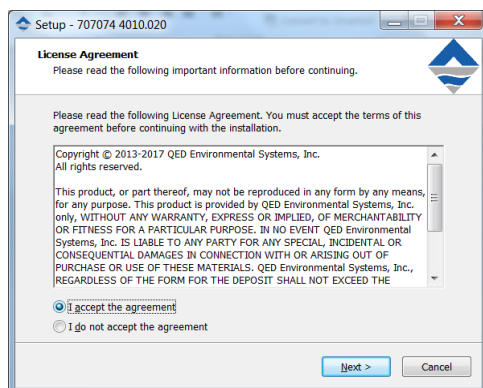 Setup - 707074 4010.020
License Agreement
Please read the following important information before continuing.
Please read the following License Agreement. You must accept the terms of this
agreement before continuing with the installation.
Copyright © 2013-2017 QED Environmental Systems, Inc.
All rights reserved.
This product, or part thereof, may not be reproduced in any form by any means,
for any purpose. This product is provided by QED Environmental Systems, Inc.
only, WITHOUT ANY WARRANTY, EXPRESS OR IMPLIED, OF MERCHANTABILITY
OR FITNESS FOR A PARTICULAR PURPOSE. IN NO EVENT QED Environmental
Systems, Inc. IS LIABLE TO ANY PARTY FOR ANY SPECIAL, INCIDENTAL OR
CONSEQUENTIAL DAMAGES IN CONNECTION WITH OR ARISING OUT OF
PURCHASE OR USE OF THESE MATERIALS. QED Environmental Systems, Inc.,
REGARDLESS OF THE FORM FOR THE DEPOSIT SHALL NOT EXCEED THE
I accept the agreement
I do not accept the agreement
Next >
Cancel